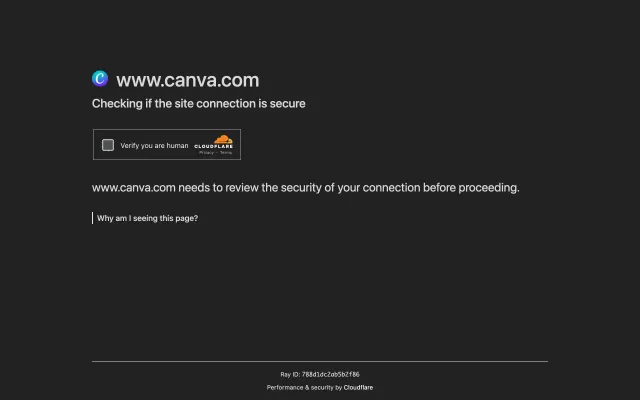 www.canva.com
Checking if the site connection is secure
Verify you are human
CLOUDFLARE
Privacy · Terms
www.canva.com needs to review the security of your connection before proceeding.
Why am I seeing this page?
Ray ID: 788d1dc2ab5b2f86
Performance & security by Cloudflare